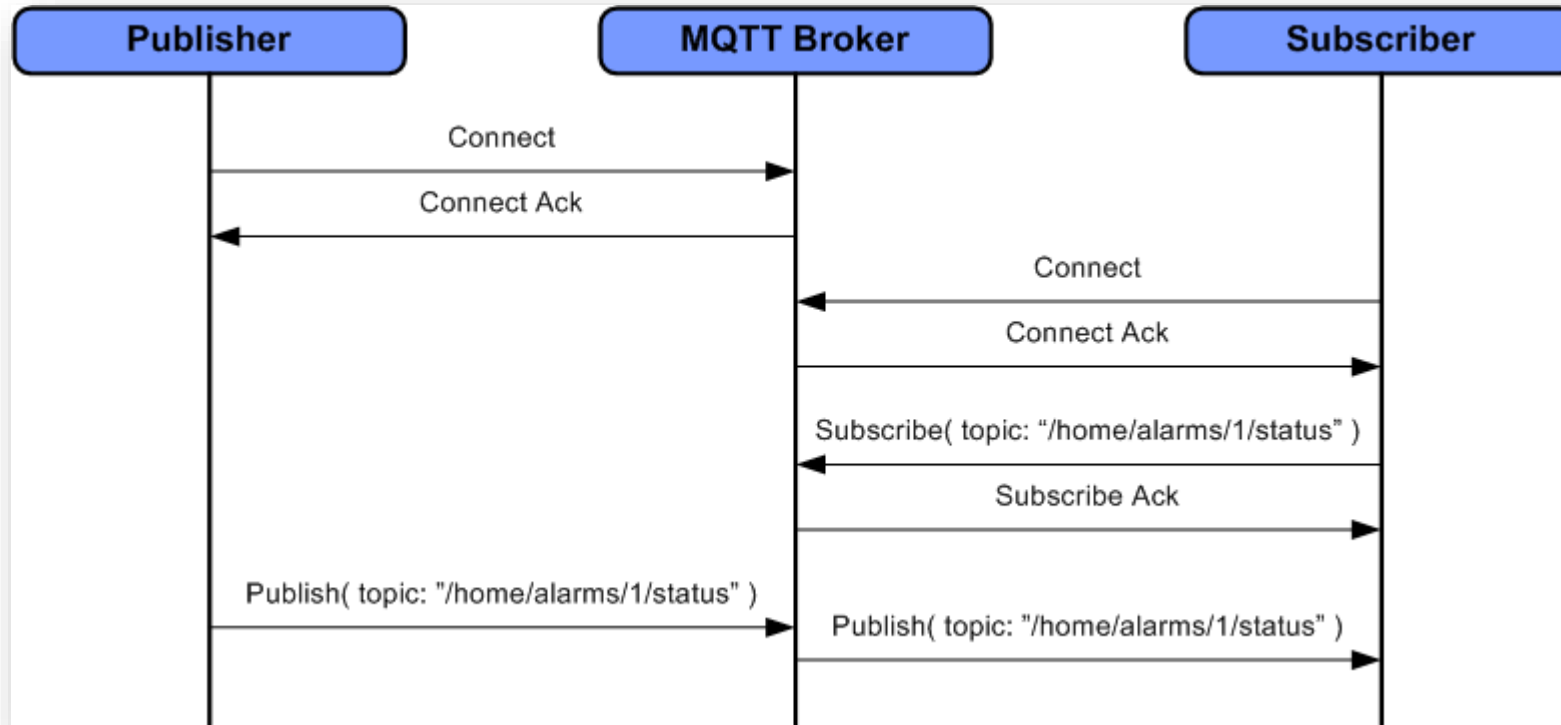 Publisher
MQTT Broker
Subscriber
Connect
Connect Ack
Connect
Connect Ack
Subscribe( topic: “/home/alarms/1/status” )
Subscribe Ack
Publish( topic: ”/home/alarms/1/status” )
Publish( topic: ”/home/alarms/1/status” )